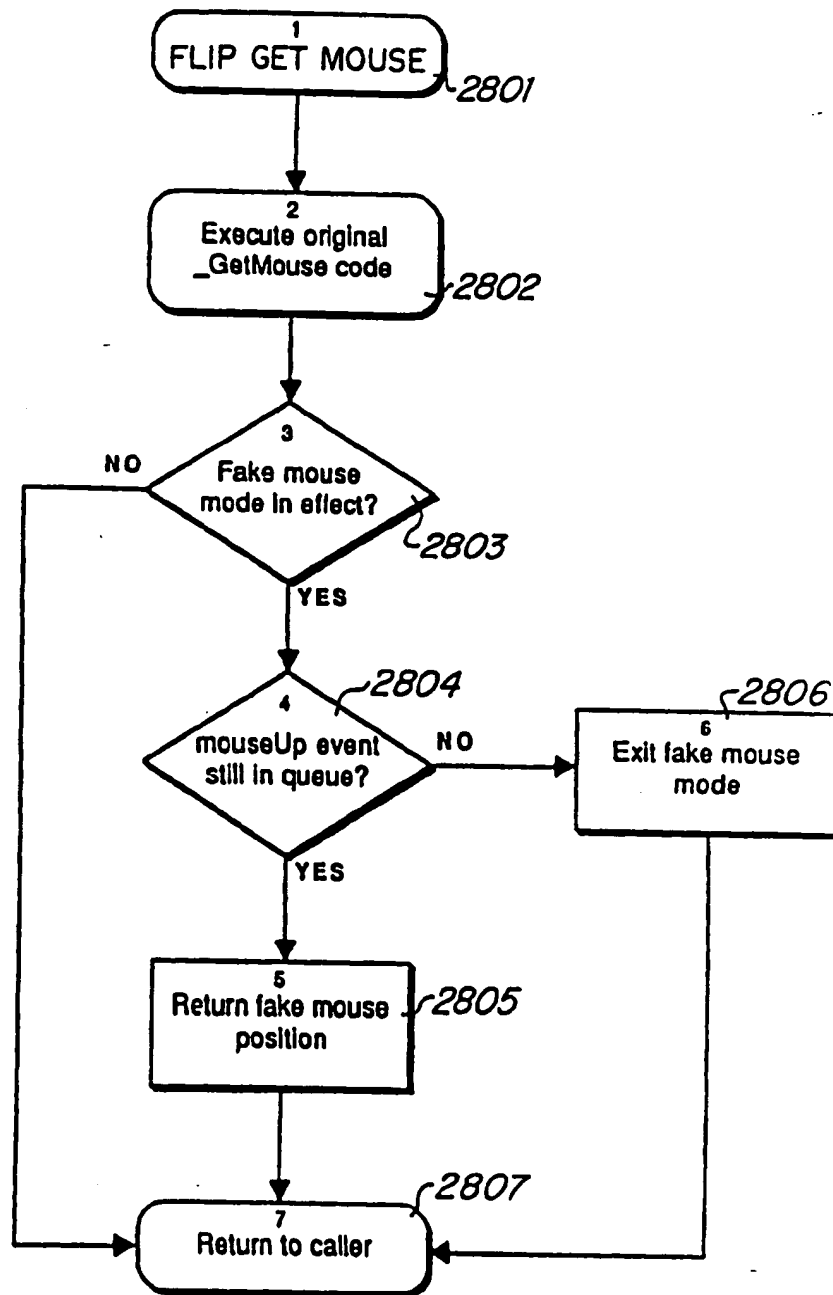 1
FLIP GET MOUSE
2801
2
Execute original
_GetMouse code
2802
3
NO
Fake mouse
mode in effect?
2803
YES
2804
2806
4
mouseUp event
still in queue?
NO
6
Exit fake mouse
mode
YES
5
Return fake mouse
position
2805
2807
7
Return to caller